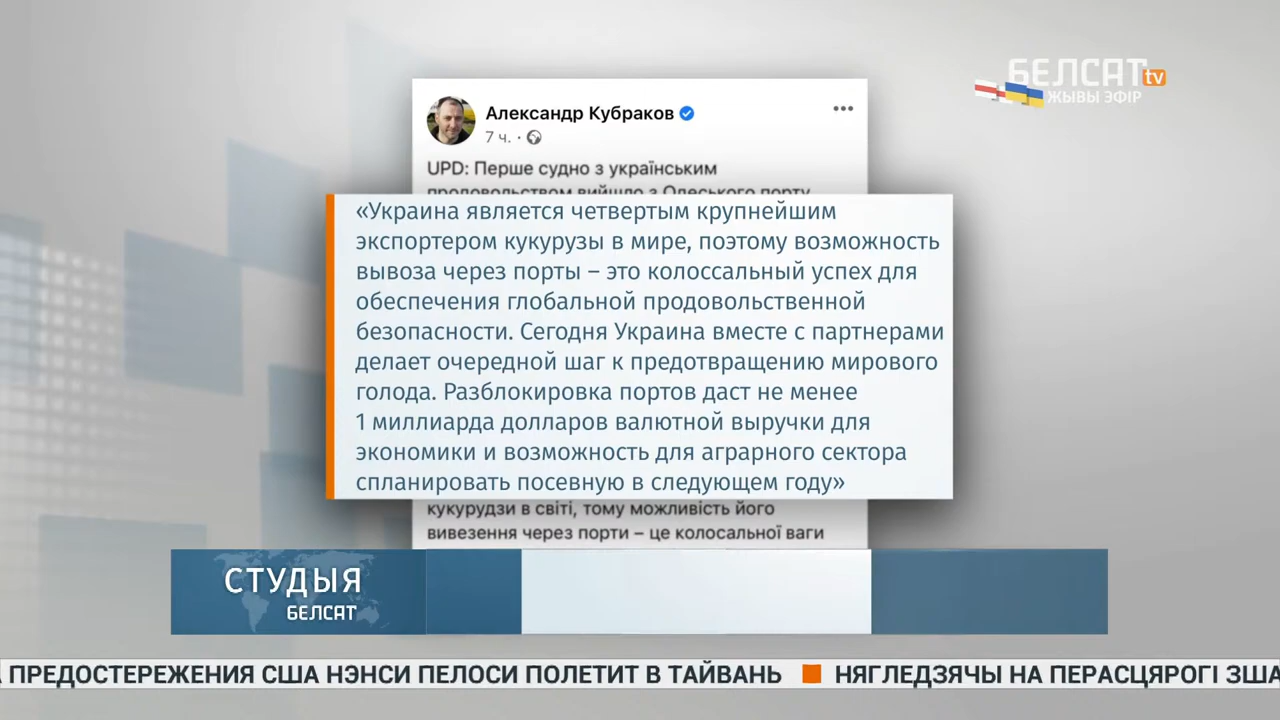 БЕЛСАТ tv
ЖЫВЫ ЭФІР
Александр Кубраков
7 ч.
UPD: Перше судно з українським
продовольством вийшло з Одеського порту
«Украина является четвертым крупнейшим
экспортером кукурузы в мире, поэтому возможность
вывоза через порты – это колоссальный успех для
обеспечения глобальной продовольственной
безопасности. Сегодня Украина вместе с партнерами
делает очередной шаг к предотвращению мирового
голода. Разблокировка портов даст не менее
1 миллиарда долларов валютной выручки для
экономики и возможность для аграрного сектора
спланировать посевную в следующем году»
кукурудзи в світі, тому можливість його
вивезення через порти – це колосальної ваги
СТУДЫЯ
БЕЛСАТ
ПРЕДОСТЕРЕЖЕНИЯ США НЭНСИ ПЕЛОСИ ПОЛЕТИТ В ТАЙВАНЬ НЯГЛЕДЗЯЧЫ НА ПЕРАСЦЯРОГІ ЗША